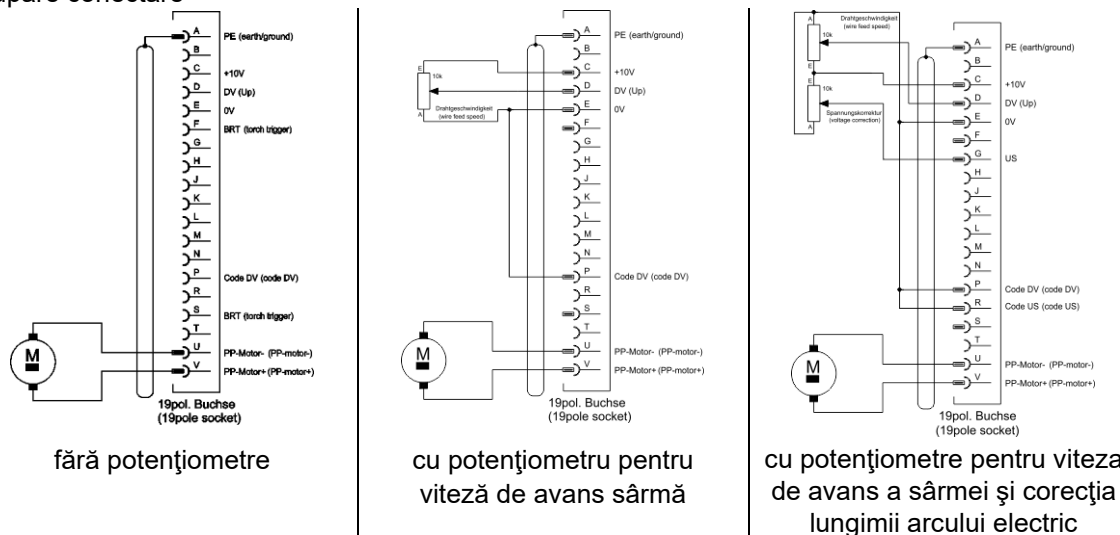 A
PE (earth/ground)
B
C
+10V
D
DV (Up)
E
0V
F
BRT (torch trigger)
G
H
J
K
L
M
N
P
Code DV (code DV)
R
S
BRT (torch trigger)
T
U
PP-Motor- (PP-motor-)
V
PP-Motor+ (PP-motor+)
M
19pol. Buchse
(19pole socket)
fără potenţiometre
A
PE (earth/ground)
B
C
+10V
E
10k
D
DV (Up)
Drahtgeschwindigkeit
(wire feed speed)
A
E
0V
F
G
H
J
K
L
M
N
P
Code DV (code DV)
R
S
T
U
PP-Motor- (PP-motor-)
V
PP-Motor+ (PP-motor+)
M
19pol. Buchse
(19pole socket)
cu potenţiometru pentru
viteză de avans sârmă
A
Drahtgeschwindigkeit
(wire feed speed)
10k
A
PE (earth/ground)
B
E
E
C
+10V
10k
D
DV (Up)
Spannungskorrektur
(voltage correction)
A
E
0V
F
G
US
H
J
K
L
M
N
P
Code DV (code DV)
R
Code US (code US)
S
T
U
PP-Motor- (PP-motor-)
V
PP-Motor+ (PP-motor+)
M
19pol. Buchse
(19pole socket)
cu potenţiometre pentru viteza
de avans a sârmei şi corecţia
lungimii arcului electric